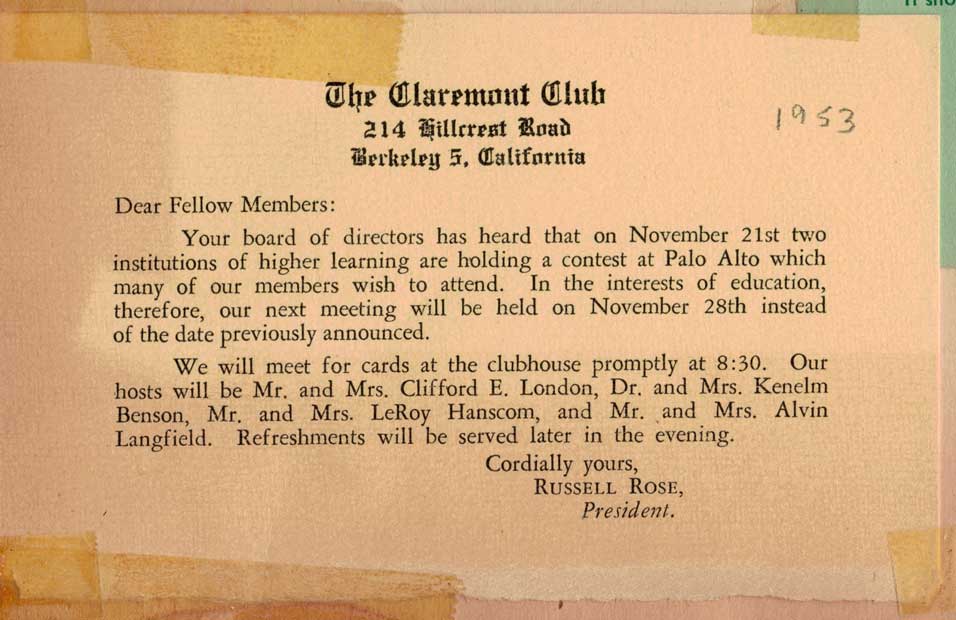 The Claremont Club
214 Hillcrest Road
Berkeley 5, California
1953
Dear Fellow Members:
Your board of directors has heard that on November 21st two
institutions of higher learning are holding a contest at Palo Alto which
many of our members wish to attend. In the interests of education,
therefore, our next meeting will be held on November 28th instead
of the date previously announced.
We will meet for cards at the clubhouse promptly at 8:30. Our
hosts will be Mr. and Mrs. Clifford E. London, Dr. and Mrs. Kenelm
Benson, Mr. and Mrs. LeRoy Hanscom, and Mr. and Mrs. Alvin
Langfield. Refreshments will be served later in the evening.
Cordially yours,
RUSSELL ROSE,
President.